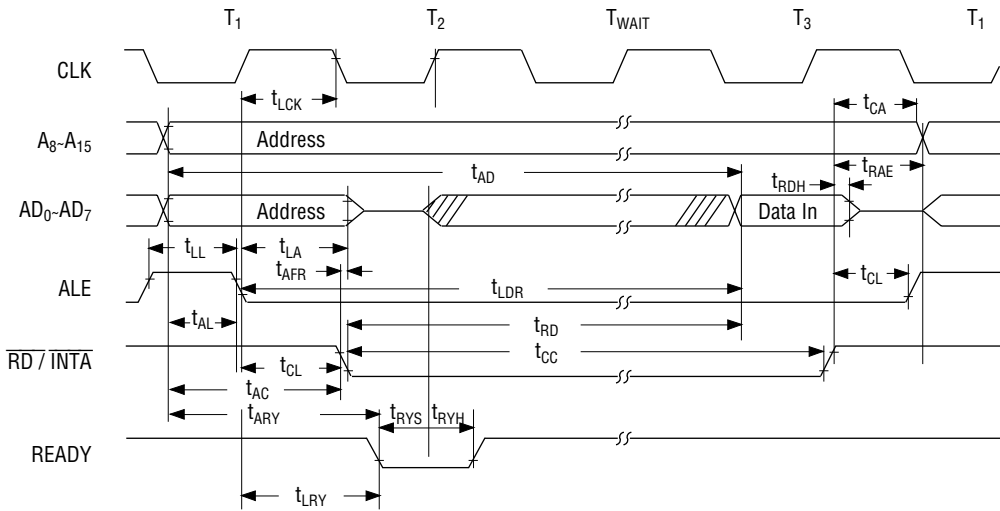 T1 T2 TWAIT T3 T1
CLK
tLCK
tCA
A8~A15 Address
tAD
tRAE
tRDH
AD0~AD7 Address Data In
tLL tLA
tAFR
tCL
ALE
tLDR
tAL
tRD
RD / INTA
tCC
tCL
tAC
tARY tRYS tRYH
READY
tLRY